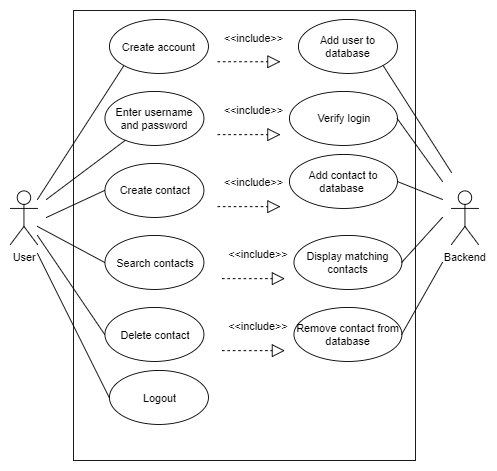 Create account
<<include>>
Add user to
database
Enter username
and password
<<include>>
Verify login
Create contact
<<include>>
Add contact to
database
User
Backend
Search contacts
<<include>>
Display matching
contacts
Delete contact
<<include>>
Remove contact from
database
Logout